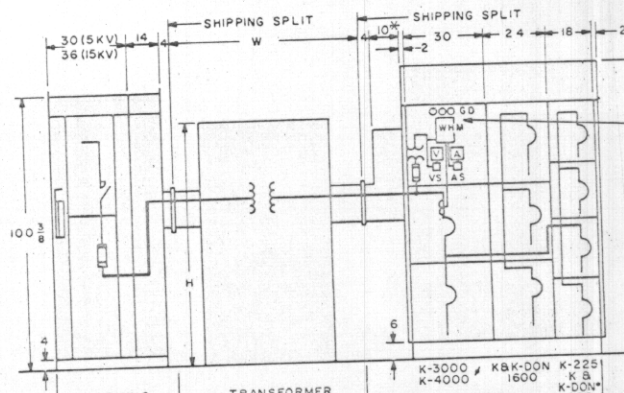 SHIPPING SPLIT
SHIPPING SPLIT
30 (5KV)
36 (15KV)
14
4
W
4
10*
2
30
24
18
2
G D
WHM
V
A
VS
AS
100 3/8
H
4
6
K-3000
K-4000
K&K-DON
1600
K-225
K &
K-DON*
TRANSFORMER